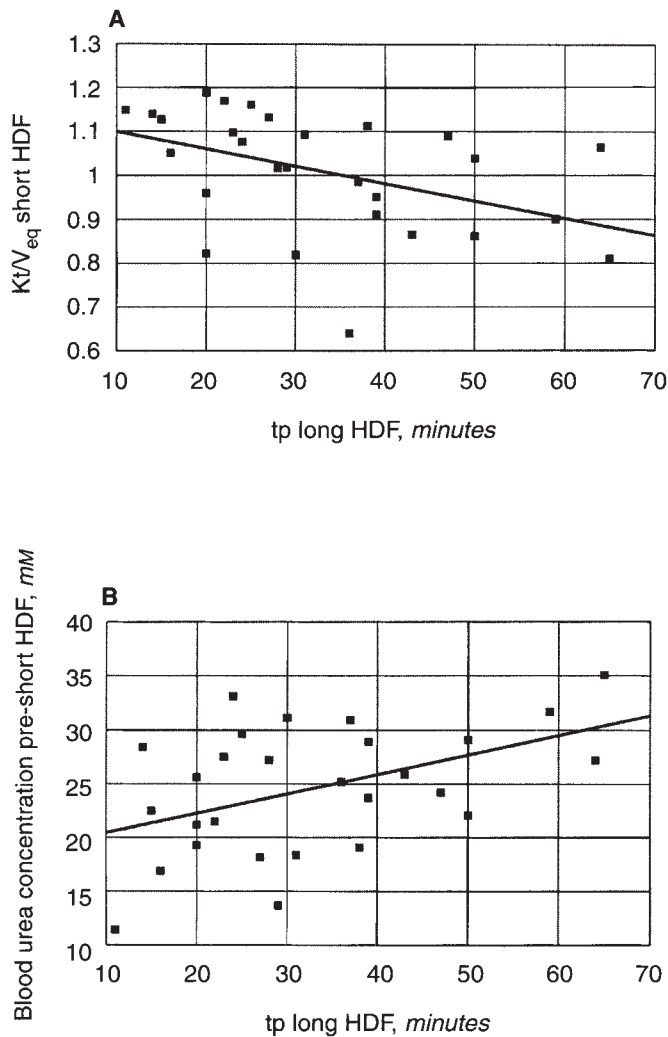 A
1.3
1.2
1.1
1
0.9
0.8
0.7
0.6
Kt/Veq short HDF
10 20 30 40 50 60 70
tp long HDF, minutes
B
40
35
30
25
20
15
10
Blood urea concentration pre-short HDF, mM
10 20 30 40 50 60 70
tp long HDF, minutes